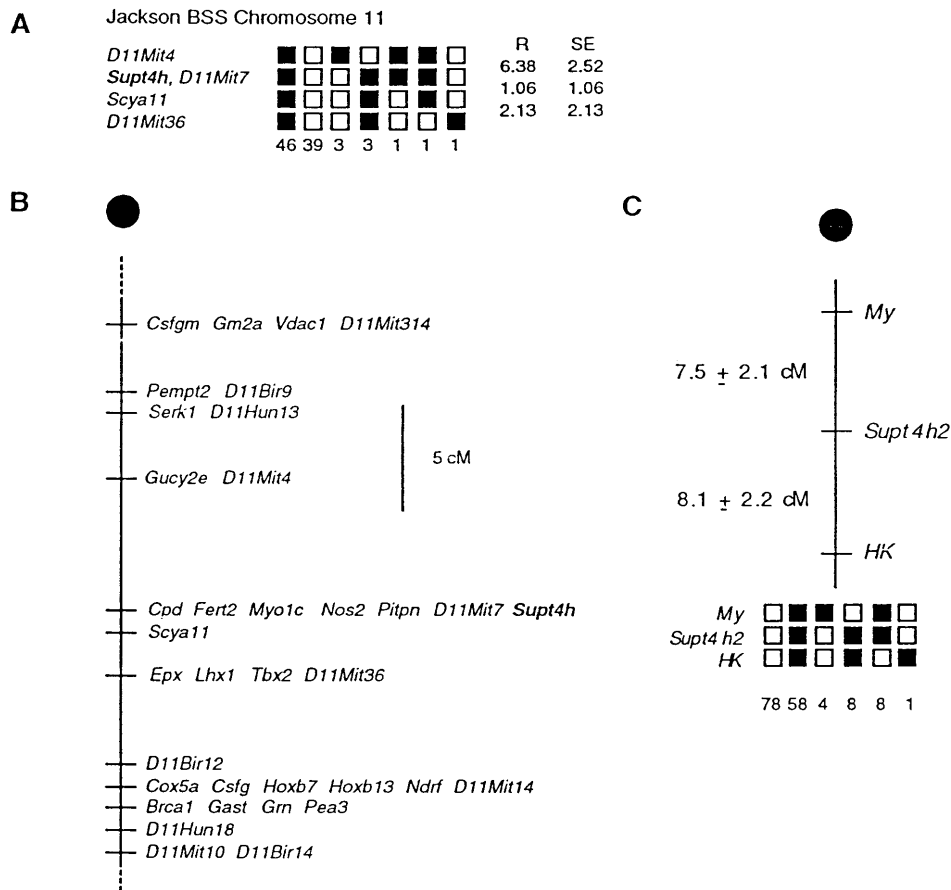 A
Jackson BSS Chromosome 11
R SE
D11Mit4
6.38 2.52
Supt4h, D11Mit7
1.06 1.06
Scya11
2.13 2.13
D11Mit36
46 39 3 3 1 1 1
B
Csfgm Gm2a Vdac1 D11Mit314
Pempt2 D11Bir9
Serk1 D11Hun13
5 cM
Gucy2e D11Mit4
Cpd Fert2 Myo1c Nos2 Pitpn D11Mit7 Supt4h
Scya11
Epx Lhx1 Tbx2 D11Mit36
D11Bir12
Cox5a Csfg Hoxb7 Hoxb13 Ndrf D11Mit14
Brca1 Gast Grn Pea3
D11Hun18
D11Mit10 D11Bir14
C
My
7.5 ± 2.1 cM
Supt4h2
8.1 ± 2.2 cM
HK
My
Supt4h2
HK
78 58 4 8 8 1